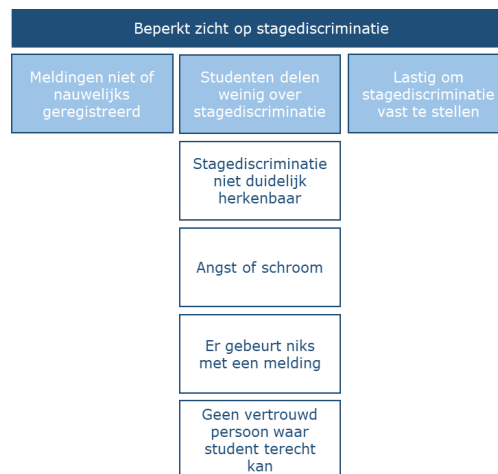 Beperkt zicht op stagediscriminatie
Meldingen niet of
nauwelijks
geregistreerd
Studenten delen
weinig over
stagediscriminatie
Lastig om
stagediscriminatie
vast te stellen
Stagediscriminatie
niet duidelijk
herkenbaar
Angst of schroom
Er gebeurt niks
met een melding
Geen vertrouwd
persoon waar
student terecht
kan